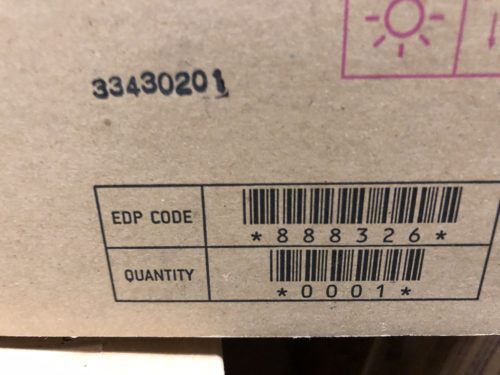 33430201
EDP CODE
*888326*
QUANTITY
*0001*